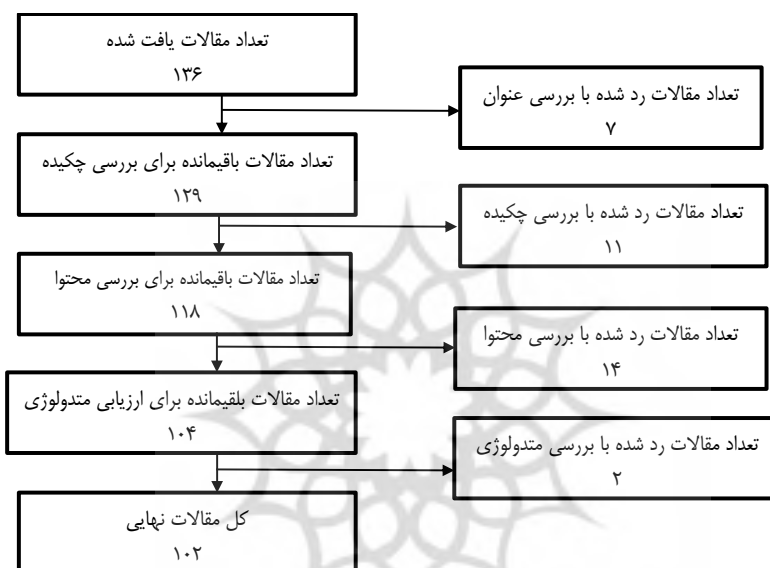 تعداد مقالات یافت شده
۱۳۶
تعداد مقالات رد شده با بررسی عنوان
۷
تعداد مقالات باقیمانده برای بررسی چکیده
۱۲۹
تعداد مقالات رد شده با بررسی چکیده
۱۱
تعداد مقالات باقیمانده برای بررسی محتوا
۱۱۸
تعداد مقالات رد شده با بررسی محتوا
۱۴
تعداد مقالات بلقیمانده برای ارزیابی متدولوژی
۱۰۴
تعداد مقالات رد شده با بررسی متدولوژی
۲
کل مقالات نهایی
۱۰۲